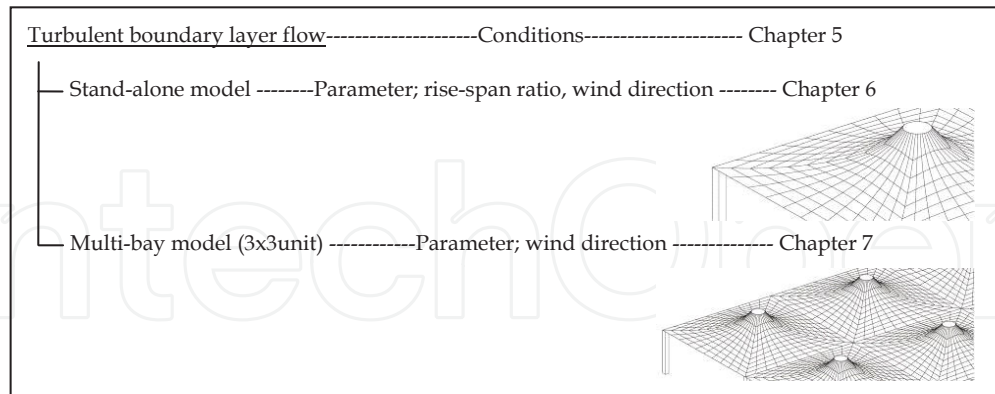 Turbulent boundary layer flow---------------------Conditions---------------------- Chapter 5
Stand-alone model --------Parameter; rise-span ratio, wind direction -------- Chapter 6
Multi-bay model (3x3unit) ------------Parameter; wind direction -------------- Chapter 7